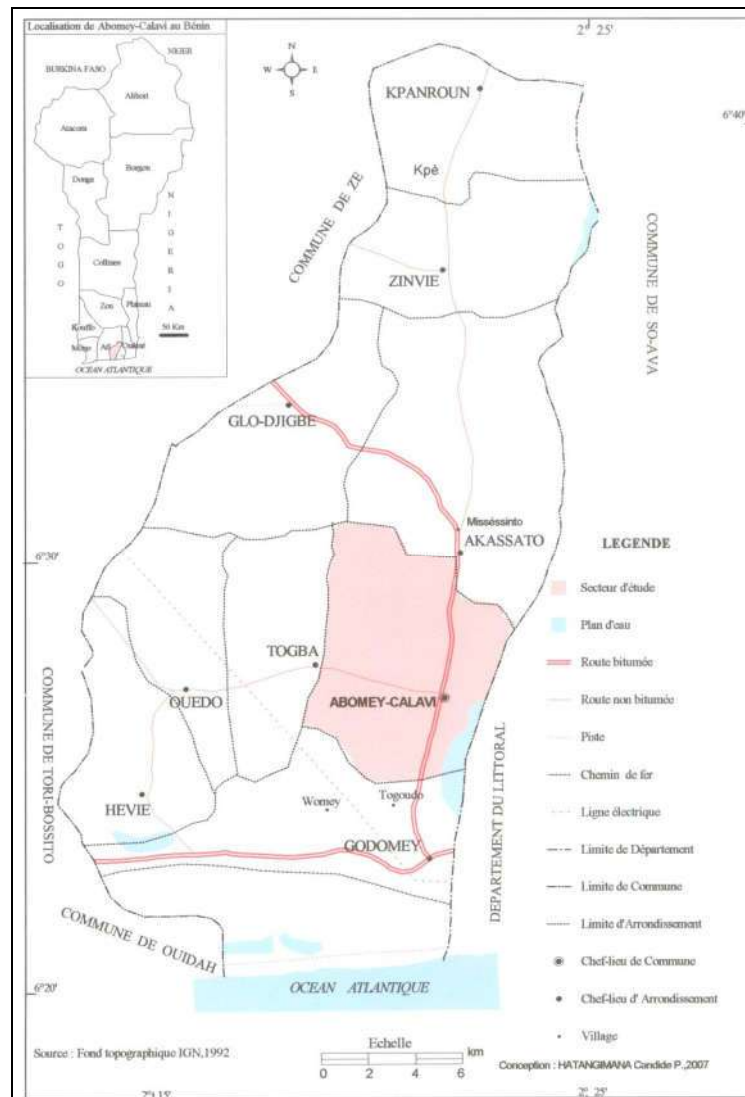 Localisation de Abomey-Calavi au Bénin
NIGER
BURKINA FASO
Alibori
Atacora
Borgou
Donga
TOGO
NIGERIA
Collines
Zou
Plateau
Kouffo
Mono
Atl
50 Km
OCEAN ATLANTIQUE
N
W E
S
2° 25'
6°40'
KPANROUN
Kpè
COMMUNE DE ZE
ZINVIE
COMMUNE DE SO-AVA
GLO-DJIGBE
Misséssinto
AKASSATO
6°30'
TOGBA
OUEDO
ABOMEY-CALAVI
COMMUNE DE TORI-BOSSITO
HEVIE
Womey
Togoudo
GODOMEY
DEPARTEMENT DU LITTORAL
COMMUNE DE OUIDAH
6°20'
OCEAN ATLANTIQUE
LEGENDE
Secteur d'étude
Plan d'eau
Route bitumée
Route non bitumée
Piste
Chemin de fer
Ligne électrique
Limite de Département
Limite de Commune
Limite d'Arrondissement
Chef-lieu de Commune
Chef-lieu d' Arrondissement
Village
Source : Fond topographique IGN,1992
Echelle
km
0 2 4 6
Conception : HATANGIMANA Candide P.,2007
2° 15'
2° 25'